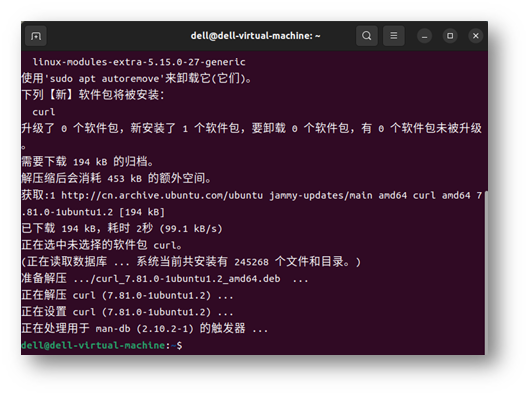 dell@dell-virtual-machine: ~
linux-modules-extra-5.15.0-27-generic
使用'sudo apt autoremove'来卸载它(它们)。
下列【新】软件包将被安装：
curl
升级了 0 个软件包，新安装了 1 个软件包，要卸载 0 个软件包，有 0 个软件包未被升级
。
需要下载 194 kB 的归档。
解压缩后会消耗 453 kB 的额外空间。
获取:1 http://cn.archive.ubuntu.com/ubuntu jammy-updates/main amd64 curl amd64 7
.81.0-1ubuntu1.2 [194 kB]
已下载 194 kB，耗时 2秒 (99.1 kB/s)
正在选中未选择的软件包 curl。
(正在读取数据库 ... 系统当前共安装有 245268 个文件和目录。)
准备解压 .../curl_7.81.0-1ubuntu1.2_amd64.deb  ...
正在解压 curl (7.81.0-1ubuntu1.2) ...
正在设置 curl (7.81.0-1ubuntu1.2) ...
正在处理用于 man-db (2.10.2-1) 的触发器 ...
dell@dell-virtual-machine:~$